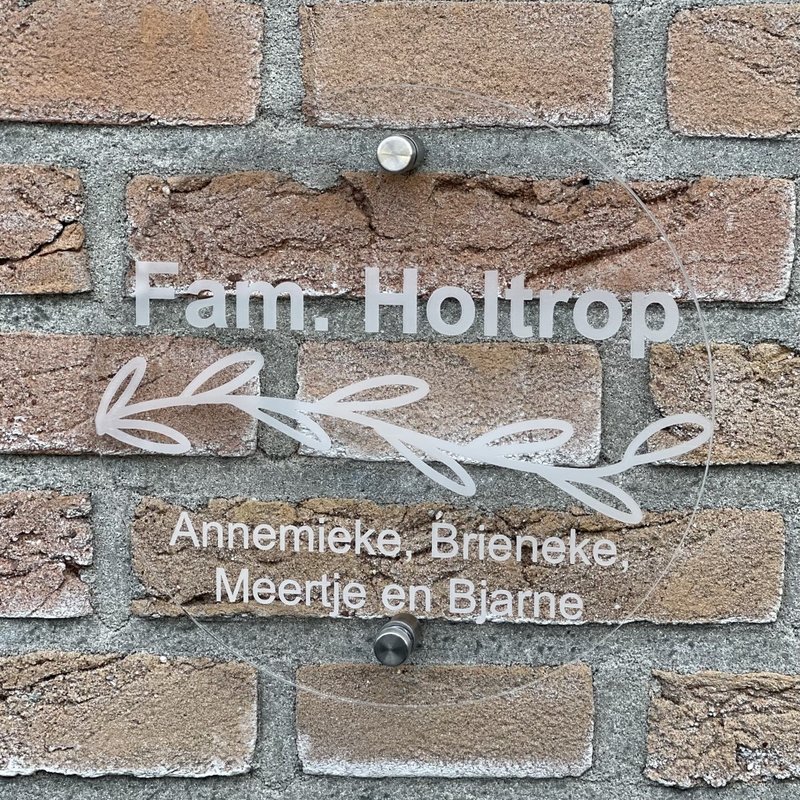 Fam. Holtrop
Annemieke, Brieneke,
Meertje en Bjarne